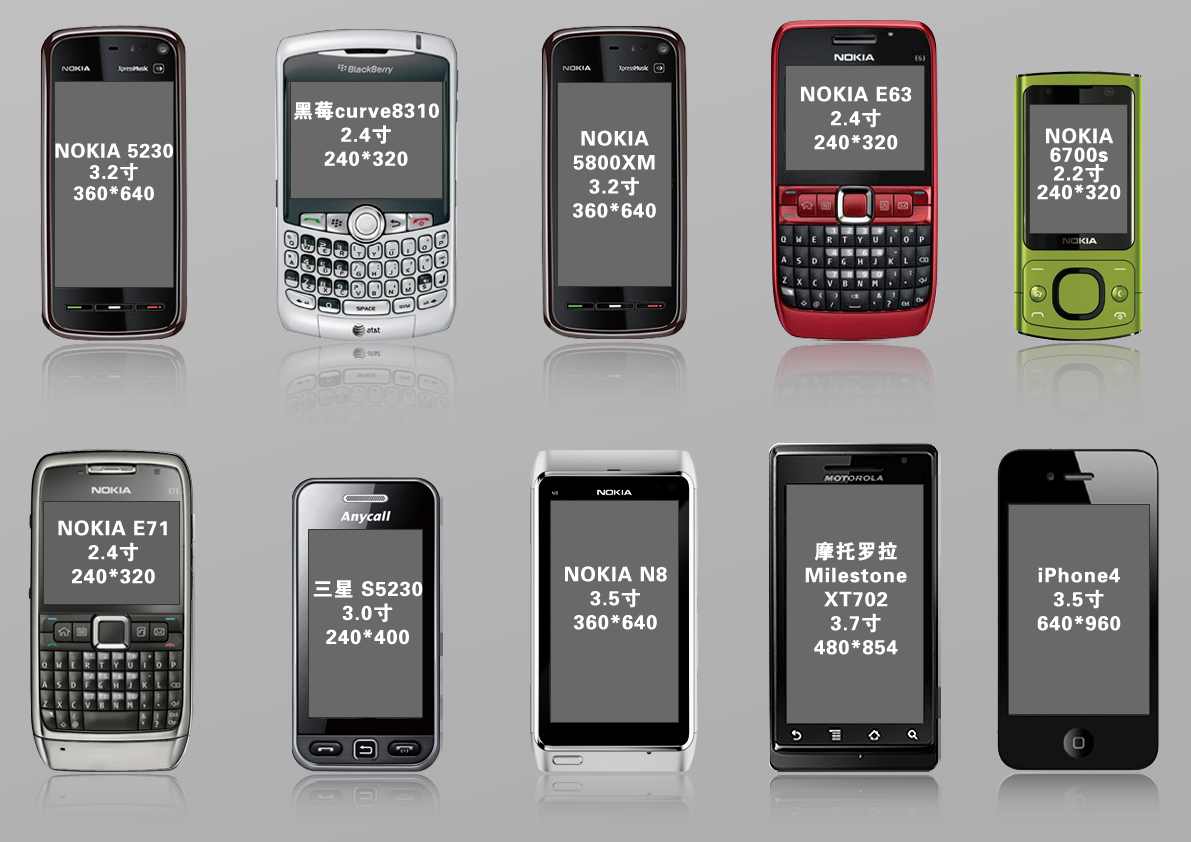 NOKIA
XpressMusic
NOKIA 5230
3.2寸
360*640
BlackBerry
黑莓curve8310
2.4寸
240*320
SPACE
SYM
at&t
NOKIA
XpressMusic
NOKIA
5800XM
3.2寸
360*640
NOKIA
E63
NOKIA E63
2.4寸
240*320
Q W E R T Y U I O P
A S D F G H J K L
Z X C V B N M
NOKIA
6700s
2.2寸
240*320
NOKIA
NOKIA
E71
NOKIA E71
2.4寸
240*320
Q W E R T Y U I O P
A S D F G H J K L
Z X C V B N M
Anycall
三星 S5230
3.0寸
240*400
N8
NOKIA
NOKIA N8
3.5寸
360*640
MOTOROLA
摩托罗拉
Milestone
XT702
3.7寸
480*854
iPhone4
3.5寸
640*960